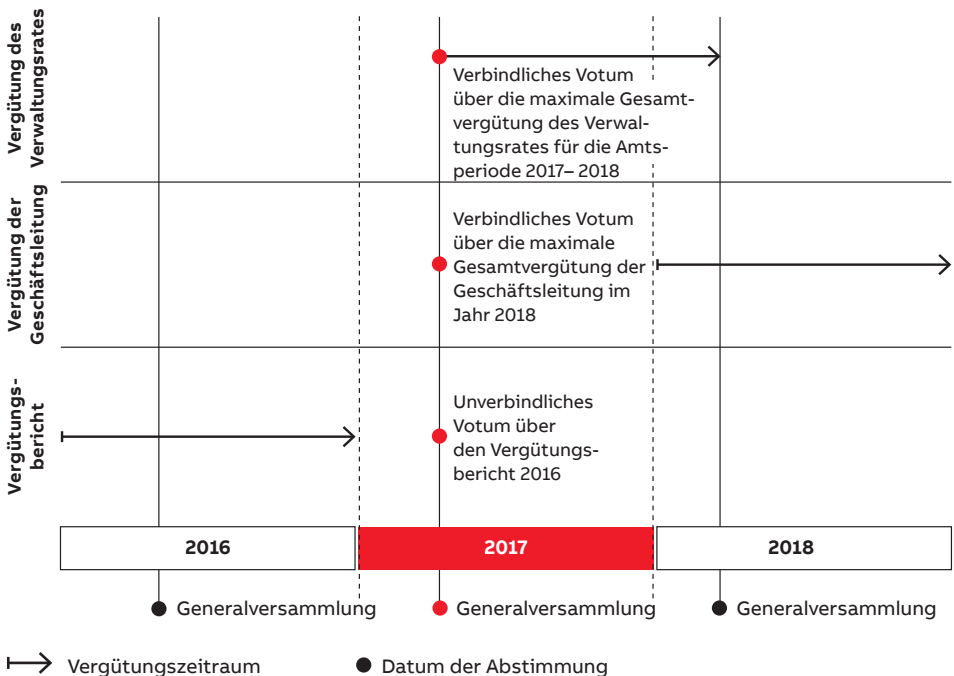 Vergütung des
Verwaltungsrates
Verbindliches Votum
über die maximale Gesamt-
vergütung des Verwal-
tungsrates für die Amts-
periode 2017– 2018
Vergütung der
Geschäftsleitung
Verbindliches Votum
über die maximale
Gesamtvergütung der
Geschäftsleitung im
Jahr 2018
Vergütungs-
bericht
Unverbindliches
Votum über
den Vergütungs-
bericht 2016
2016 2017 2018
Generalversammlung Generalversammlung Generalversammlung
Vergütungszeitraum Datum der Abstimmung